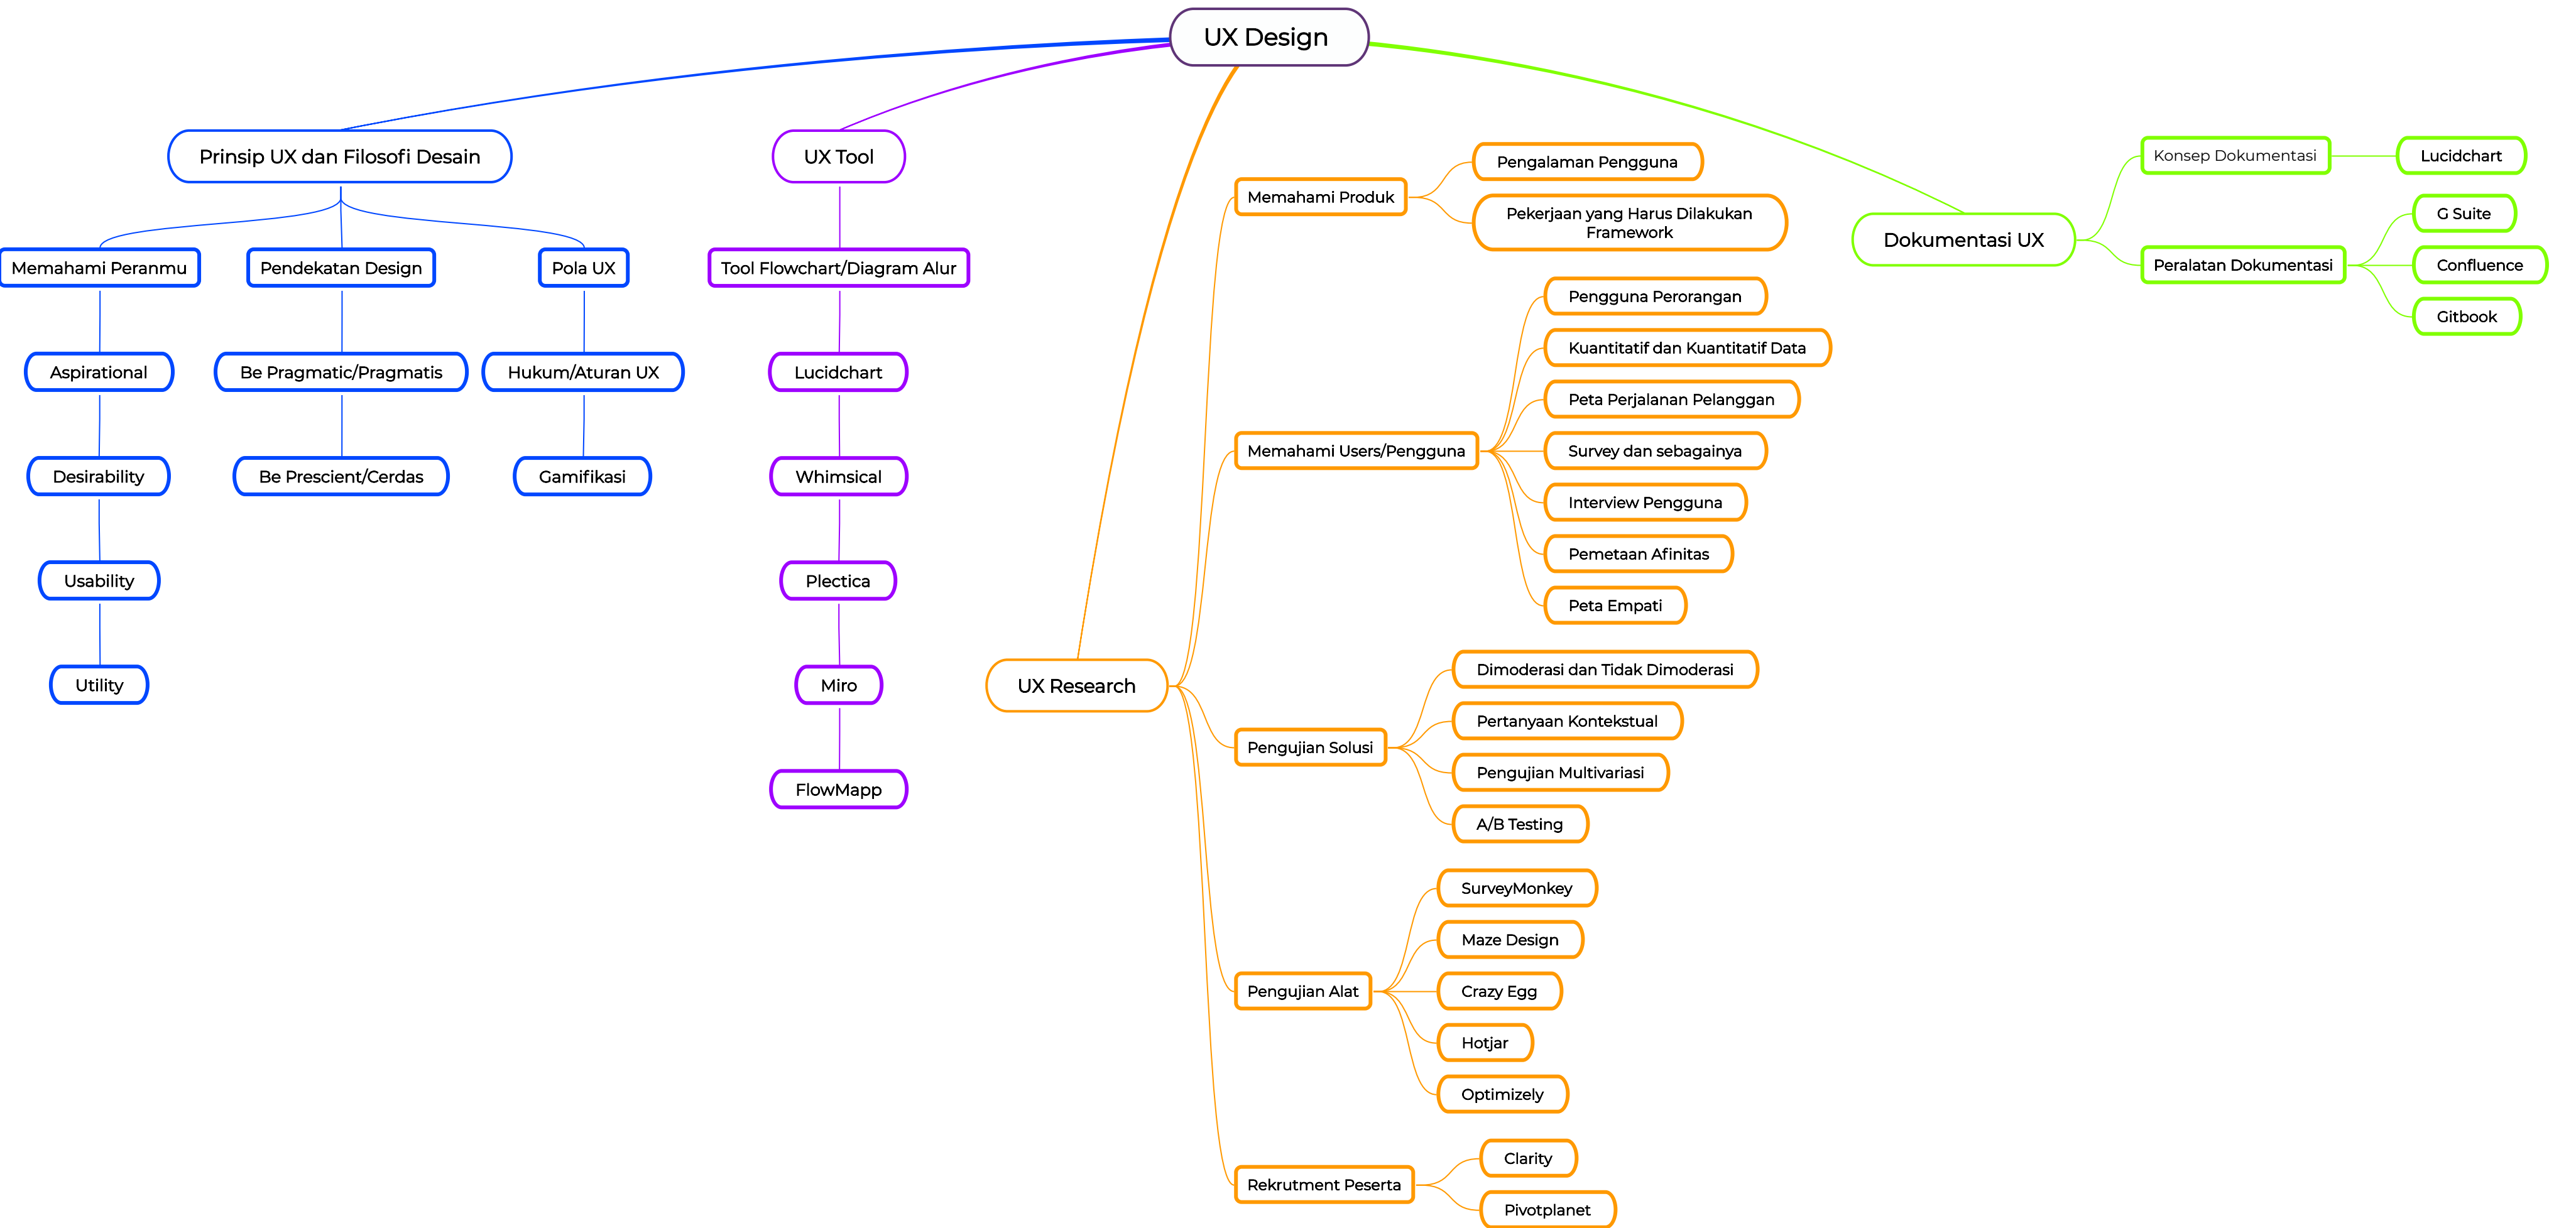 UX Design
Prinsip UX dan Filosofi Desain
Memahami Peranmu
Aspirational
Desirability
Usability
Utility
Pendekatan Design
Be Pragmatic/Pragmatis
Be Prescient/Cerdas
Pola UX
Hukum/Aturan UX
Gamifikasi
UX Tool
Tool Flowchart/Diagram Alur
Lucidchart
Whimsical
Plectica
Miro
FlowMapp
UX Research
Memahami Produk
Pengalaman Pengguna
Pekerjaan yang Harus Dilakukan
Framework
Memahami Users/Pengguna
Pengguna Perorangan
Kuantitatif dan Kuantitatif Data
Peta Perjalanan Pelanggan
Survey dan sebagainya
Interview Pengguna
Pemetaan Afinitas
Peta Empati
Pengujian Solusi
Dimoderasi dan Tidak Dimoderasi
Pertanyaan Kontekstual
Pengujian Multivariasi
A/B Testing
Pengujian Alat
SurveyMonkey
Maze Design
Crazy Egg
Hotjar
Optimizely
Rekrutment Peserta
Clarity
Pivotplanet
Dokumentasi UX
Konsep Dokumentasi
Lucidchart
Peralatan Dokumentasi
G Suite
Confluence
Gitbook